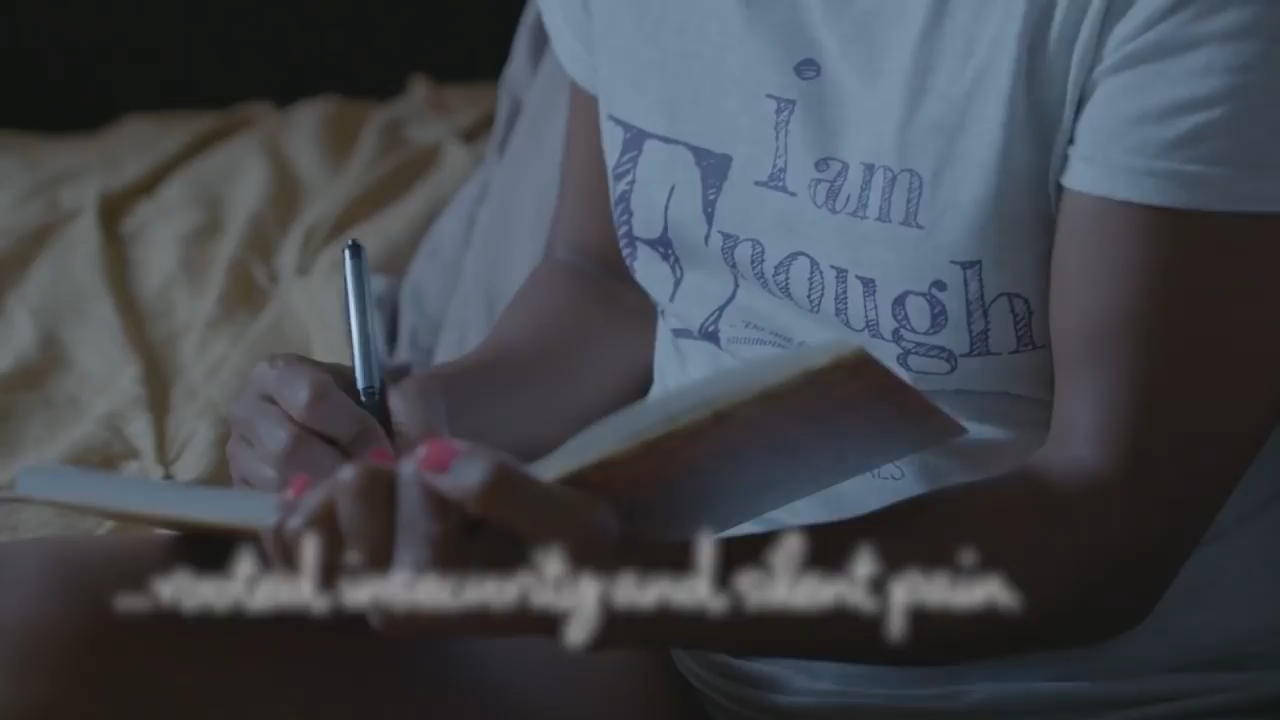 i am
Enough
...rooted, insecurity and silent pain